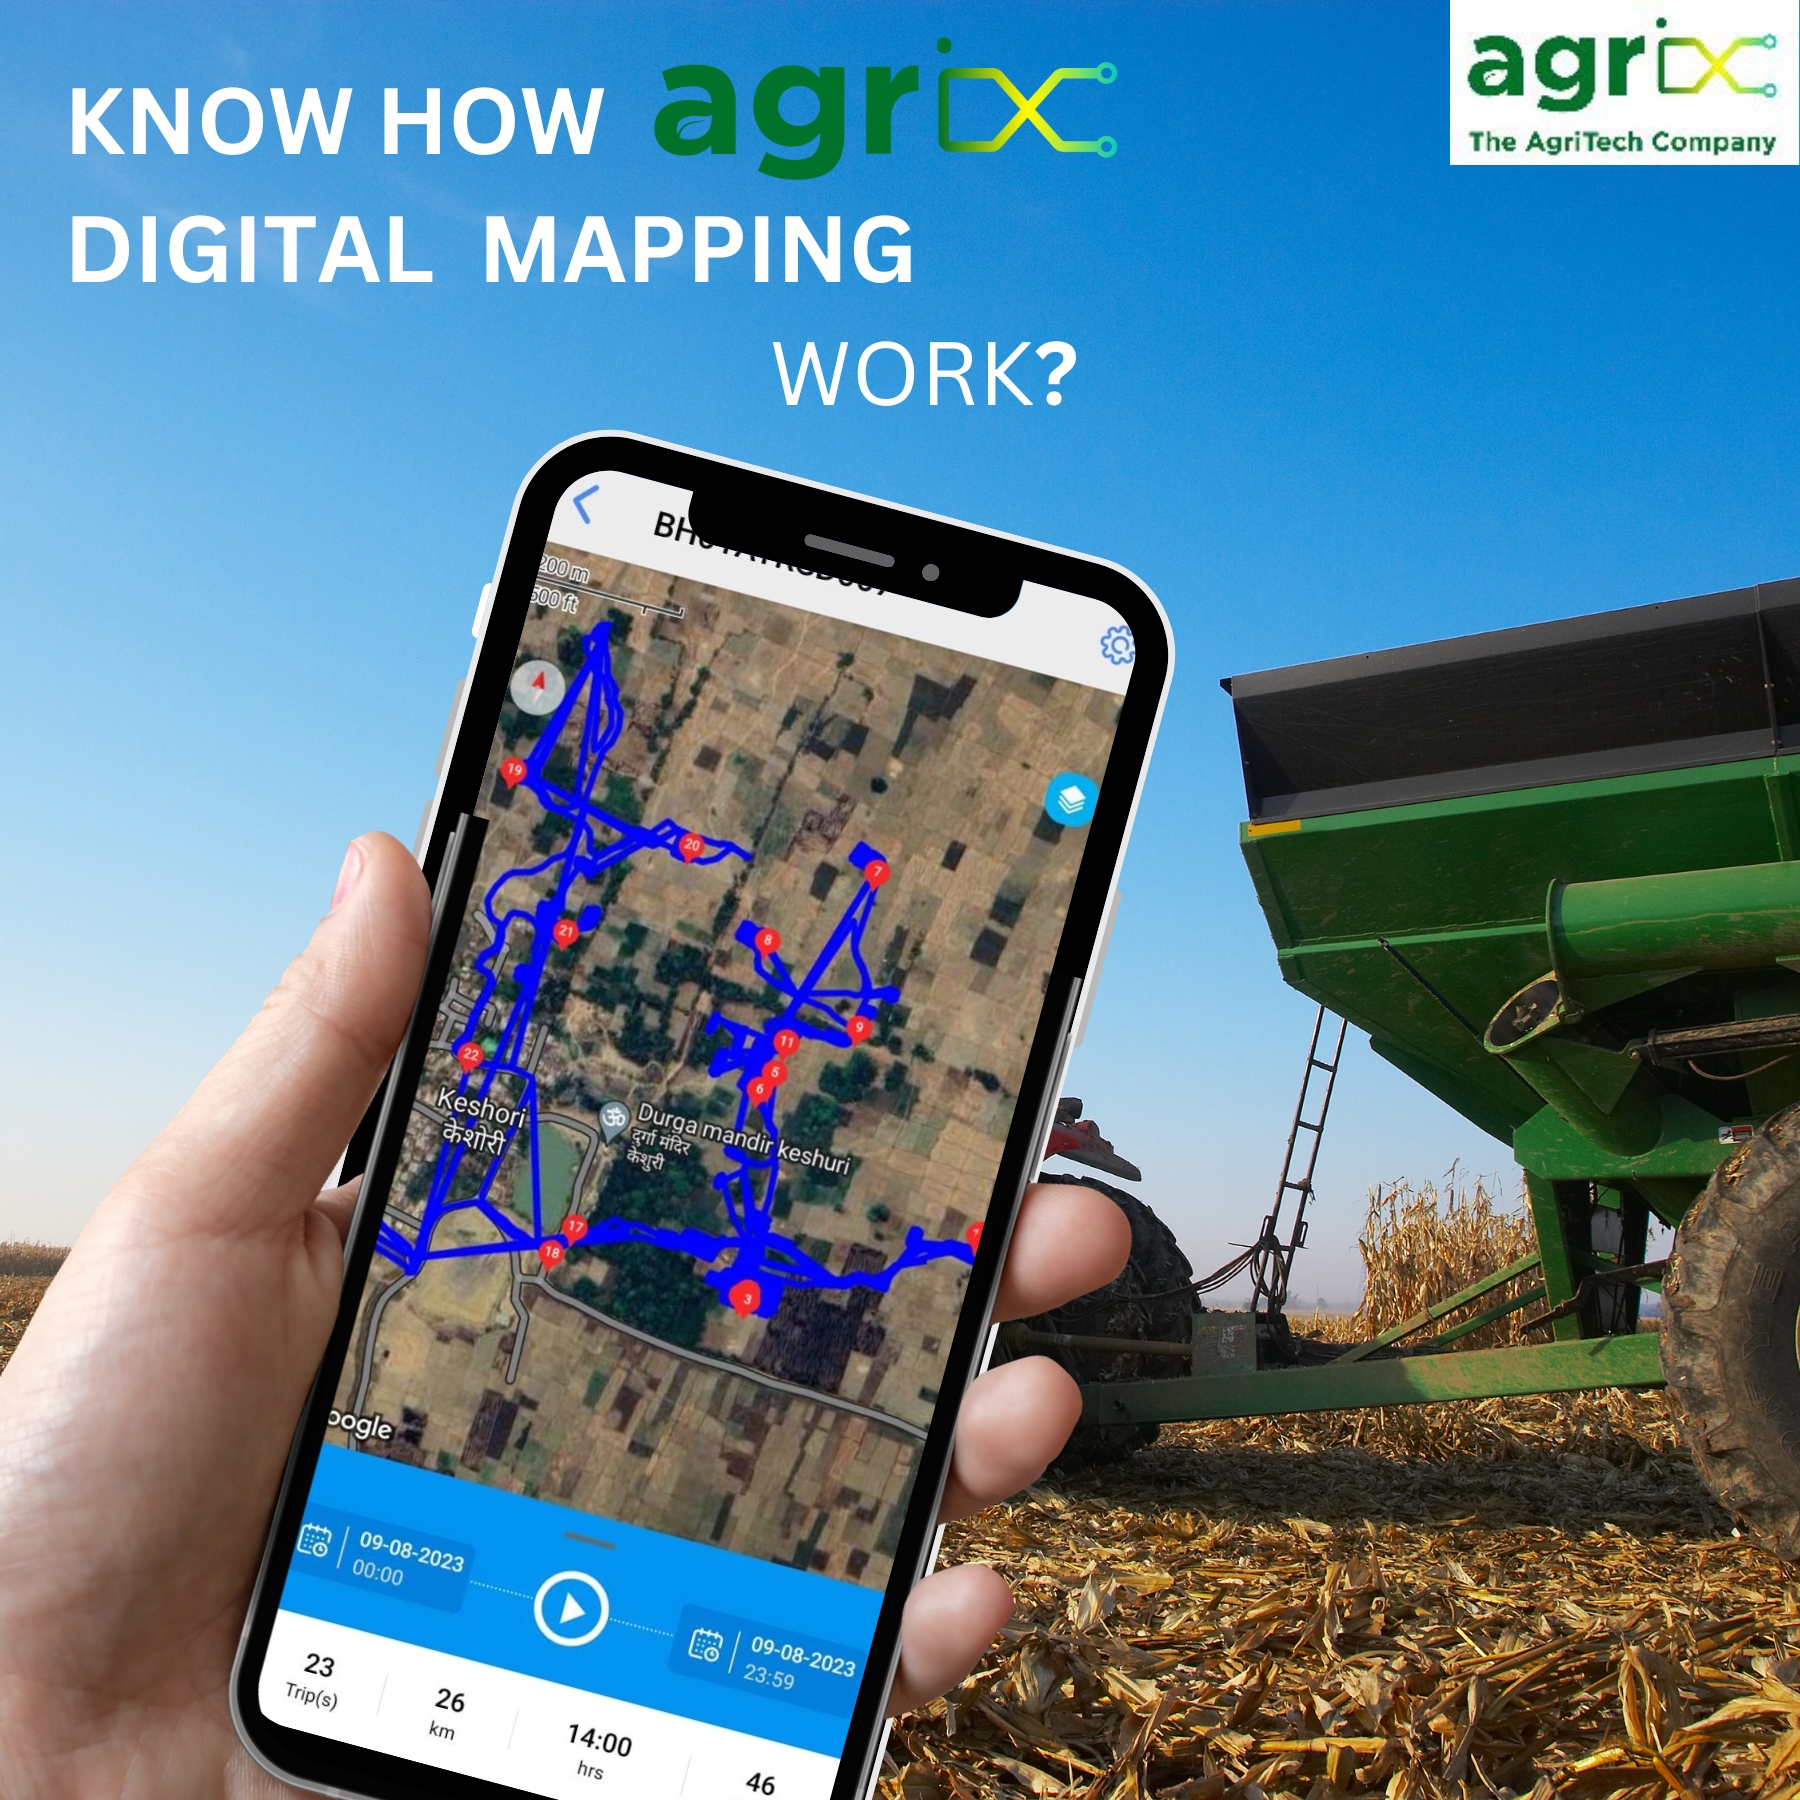 KNOW HOW agrix
DIGITAL MAPPING
WORK?
agrix
The AgriTech Company
200 m
500 ft
19
20
7
8
21
9
11
5
6
22
Keshori
केशोरी
Durga mandir keshuri
दुर्गा मंदिर
केशुरी
17
18
3
oogle
09-08-2023
00:00
09-08-2023
23:59
23
Trip(s)
26
km
14:00
hrs
46